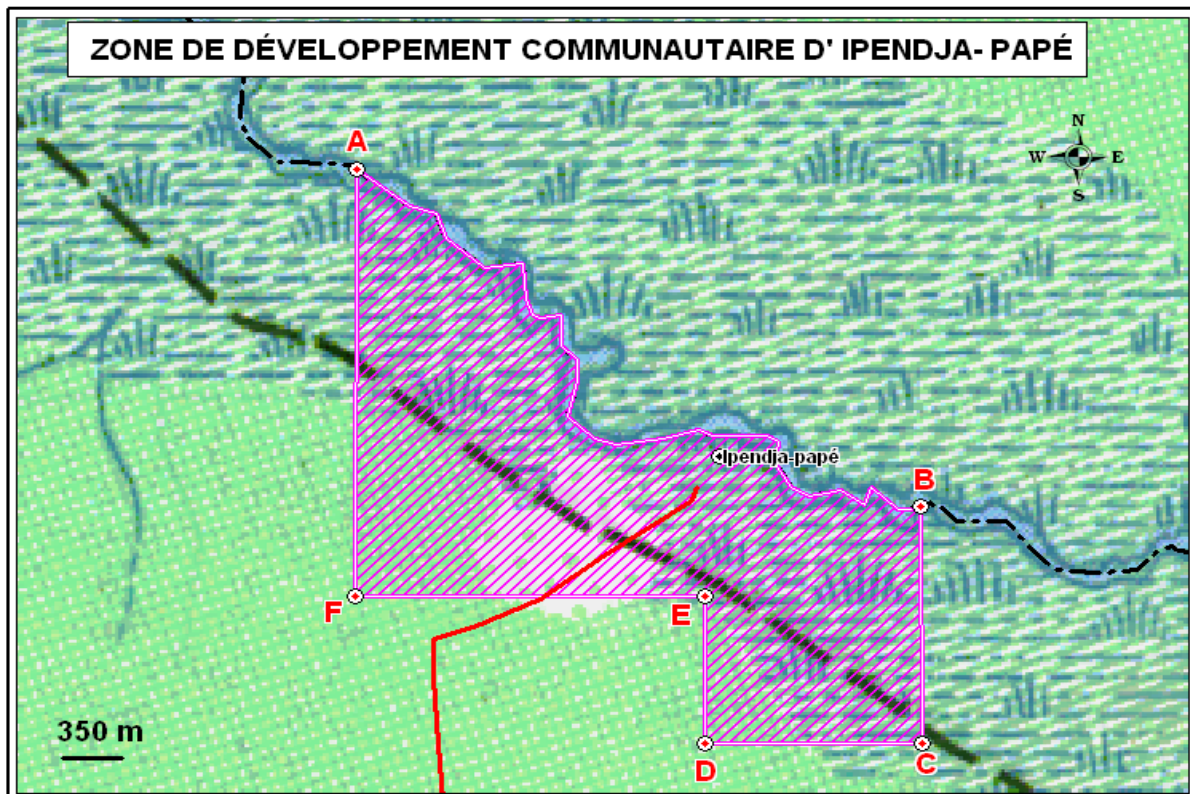 ZONE DE DÉVELOPPEMENT COMMUNAUTAIRE D' IPENDJA- PAPÉ
A
N
W E
S
Ipendja-papé
B
F
E
350 m
D
C